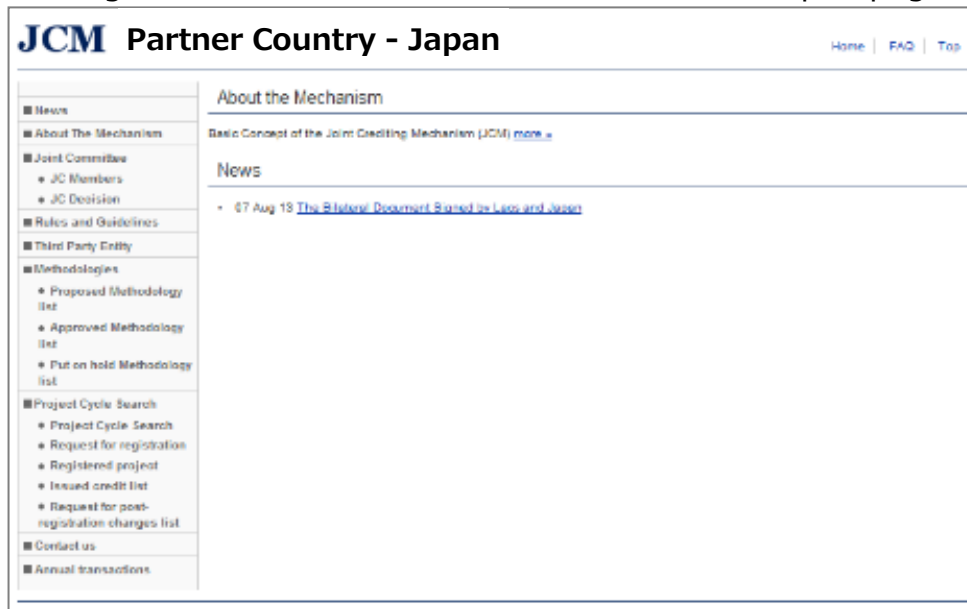 JCM Partner Country - Japan
Home | FAQ | Top
News
About The Mechanism
Joint Committee
JC Members
JC Decision
Rules and Guidelines
Third Party Entity
Methodologies
Proposed Methodology
list
Approved Methodology
list
Put on hold Methodology
list
Project Cycle Search
Project Cycle Search
Request for registration
Registered project
Issued credit list
Request for post-
registration changes list
Contact us
Annual transactions
About the Mechanism
Basic Concept of the Joint Crediting Mechanism (JCM) more »
News
07 Aug 13 The Bilateral Document Signed by Laos and Japan